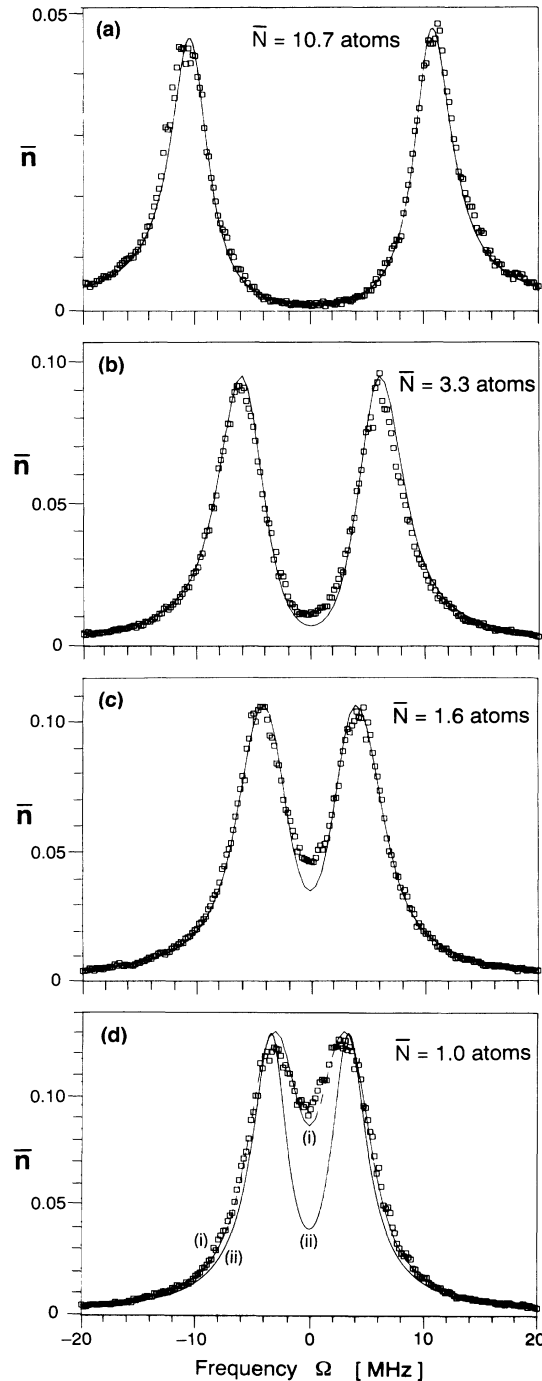 (a)
N̄ = 10.7 atoms
0.05
n̄
0
(b)
N̄ = 3.3 atoms
0.10
n̄
0.05
0
(c)
N̄ = 1.6 atoms
0.10
n̄
0.05
0
(d)
N̄ = 1.0 atoms
0.10
n̄
(i)
0.05
(i)
(ii)
(ii)
0
−20 −10 0 10 20
Frequency Ω [ MHz ]